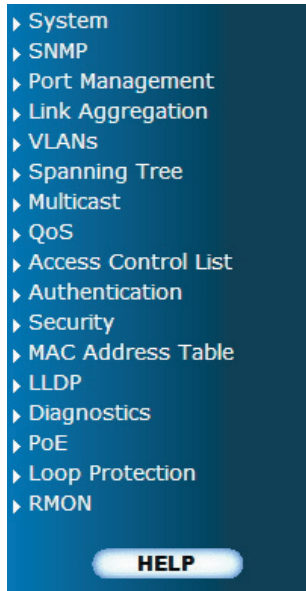 System
SNMP
Port Management
Link Aggregation
VLANs
Spanning Tree
Multicast
QoS
Access Control List
Authentication
Security
MAC Address Table
LLDP
Diagnostics
PoE
Loop Protection
RMON
HELP